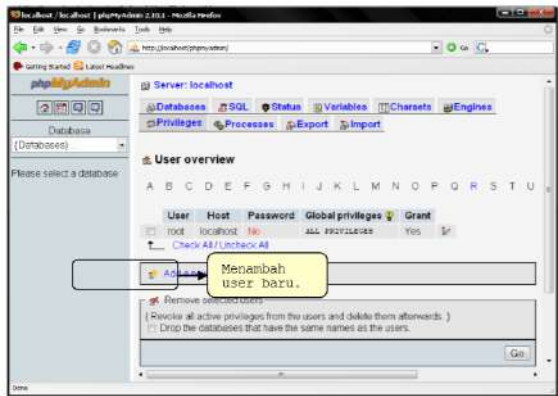 localhost / localhost | phpMyAdmin 2.10.1 - Mozilla Firefox
File Edit View Go Bookmarks Tools Help
http://localhost/phpmyadmin/
Go
Getting Started Latest Headlines
phpMyAdmin
Database
(Databases)
Please select a database
Server: localhost
Databases SQL Status Variables Charsets Engines
Privileges Processes Export Import
User overview
A B C D E F G H I J K L M N O P Q R S T U
User Host Password Global privileges Grant
root localhost No ALL PRIVILEGES Yes
Check All / Uncheck All
Menambah
user baru.
Remove selected users
( Revoke all active privileges from the users and delete them afterwards. )
Drop the databases that have the same names as the users.
Go
Done